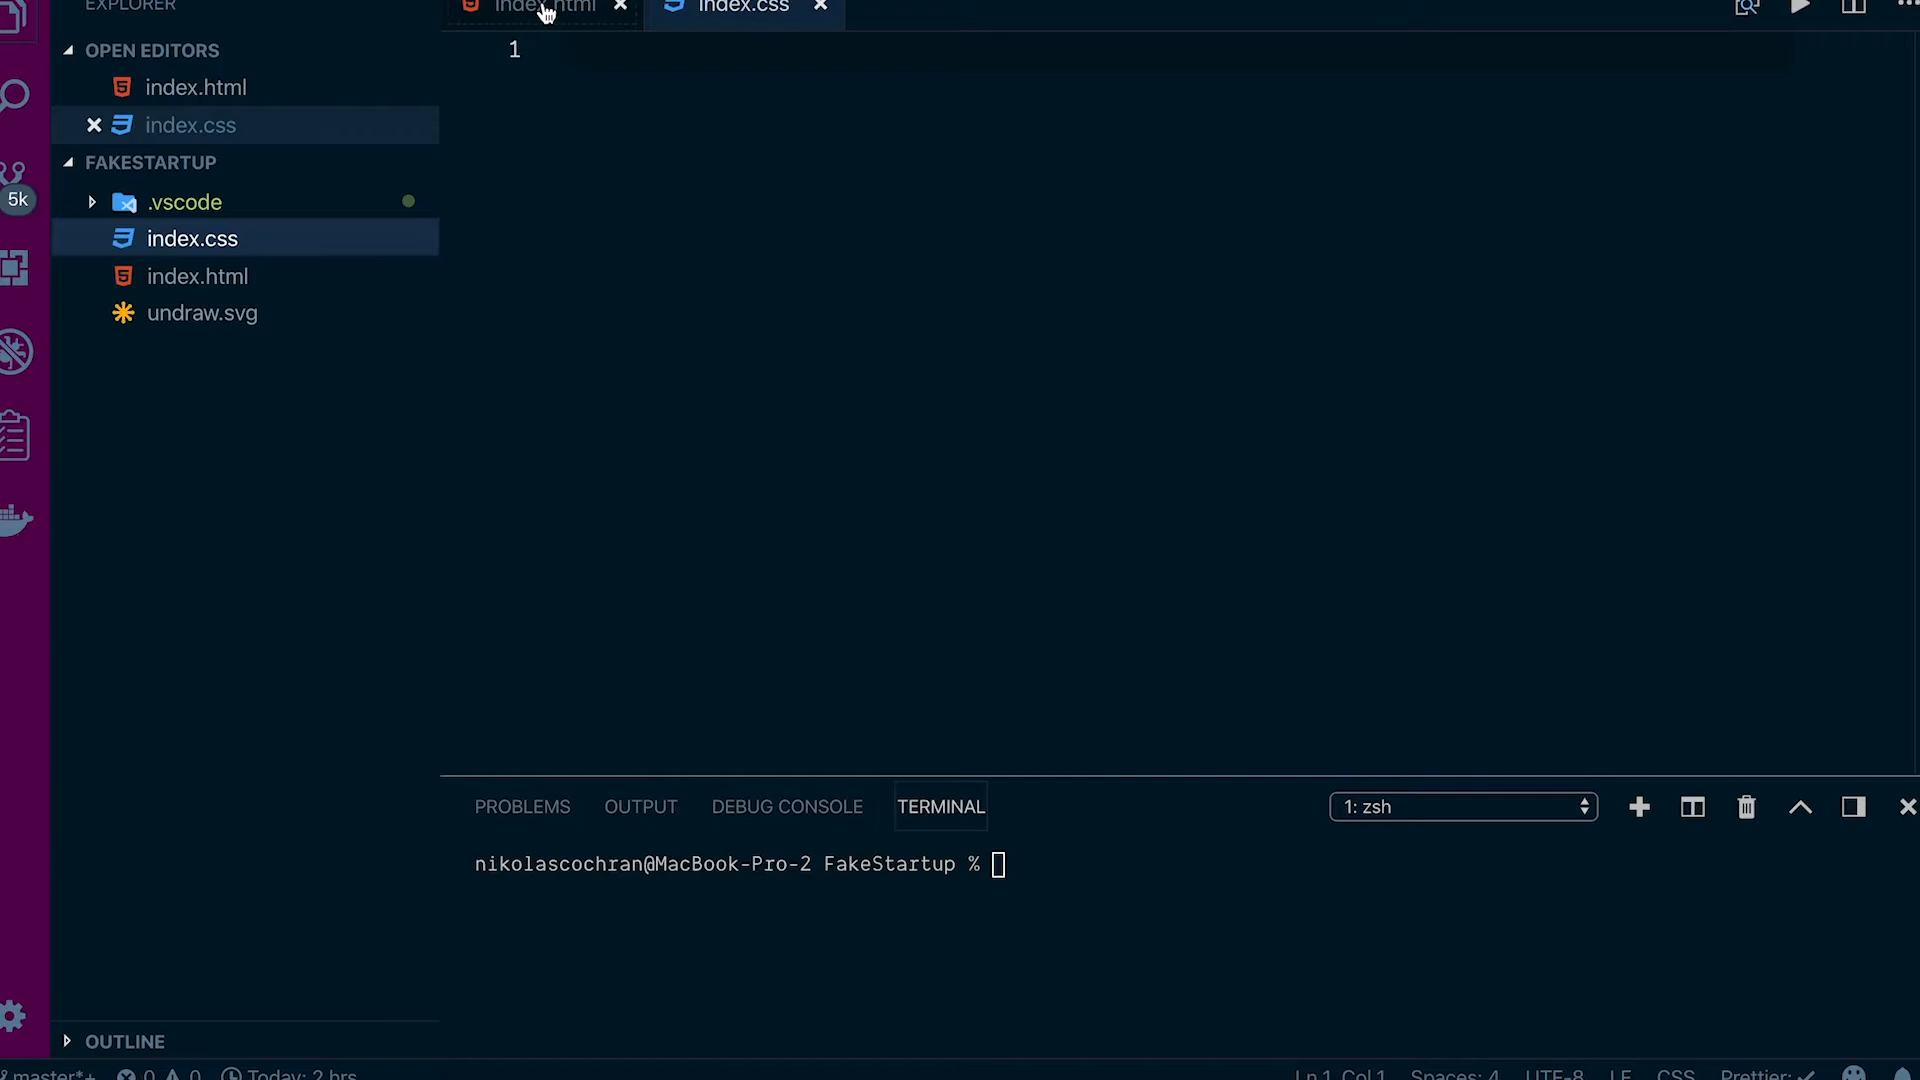 EXPLORER
index.html
index.css
OPEN EDITORS
index.html
index.css
FAKESTARTUP
.vscode
index.css
index.html
undraw.svg
5k
1
PROBLEMS OUTPUT DEBUG CONSOLE TERMINAL
1: zsh
nikolascochran@MacBook-Pro-2 FakeStartup %
OUTLINE
master*+ 0 0 Today: 2 hrs
Ln 1, Col 1 Spaces: 4 UTF-8 LF CSS Prettier: ✓